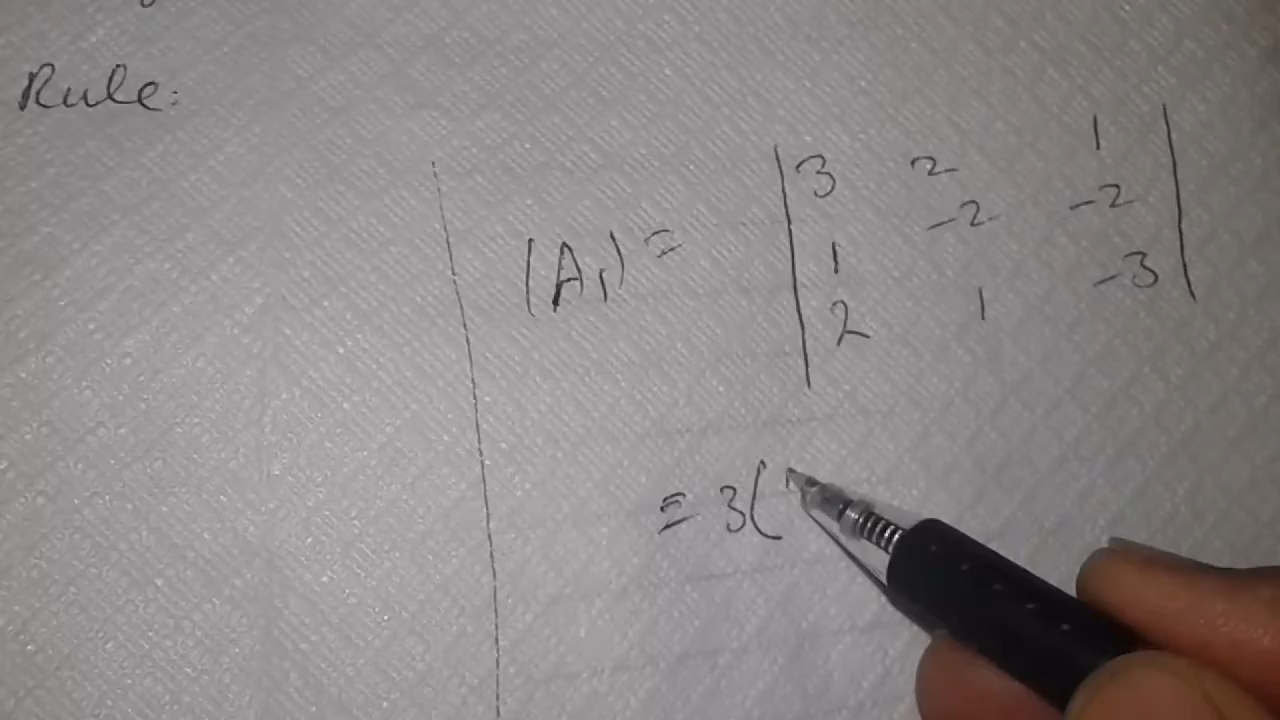 Rule:
(A₁) = | 3 2 1 |
1 -2 -2
2 1 -3
= 3(